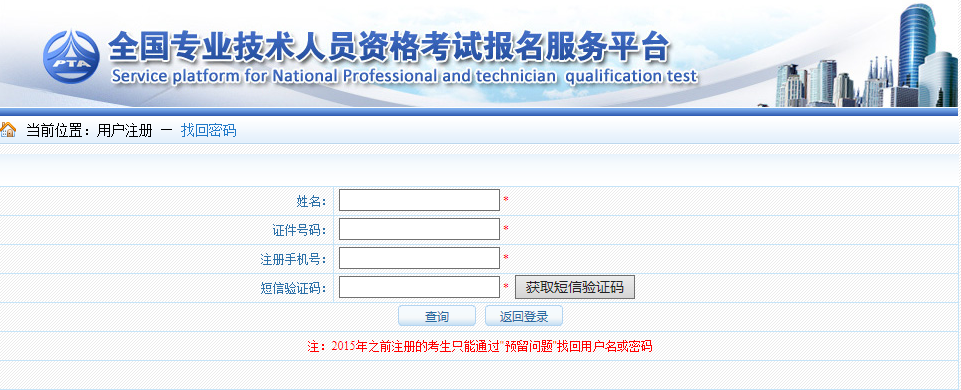 PTA
全国专业技术人员资格考试报名服务平台
Service platform for National Professional and technician qualification test
当前位置：用户注册 － 找回密码
姓名： *
证件号码： *
注册手机号： *
短信验证码： * 获取短信验证码
查询 返回登录
注：2015年之前注册的考生只能通过"预留问题"找回用户名或密码